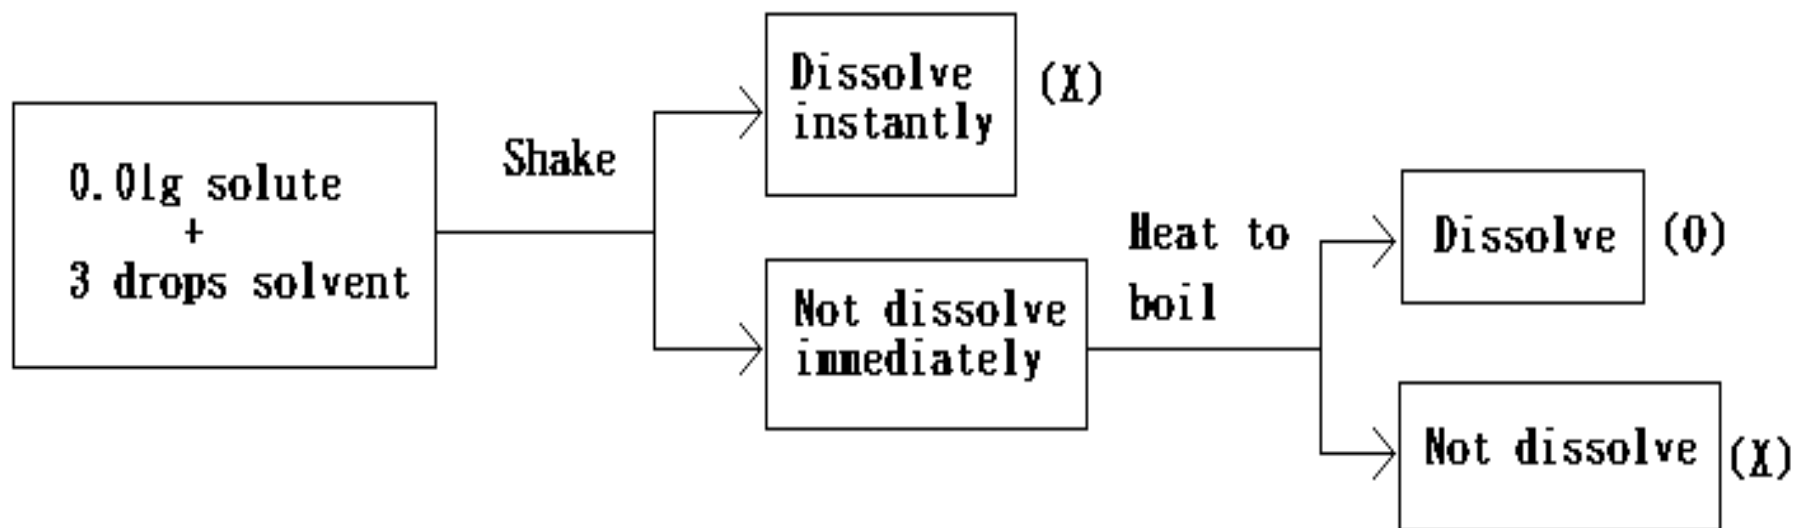 0.01g solute
+
3 drops solvent
Shake
Dissolve
instantly
(X)
Not dissolve
immediately
Heat to
boil
Dissolve
(O)
Not dissolve
(X)